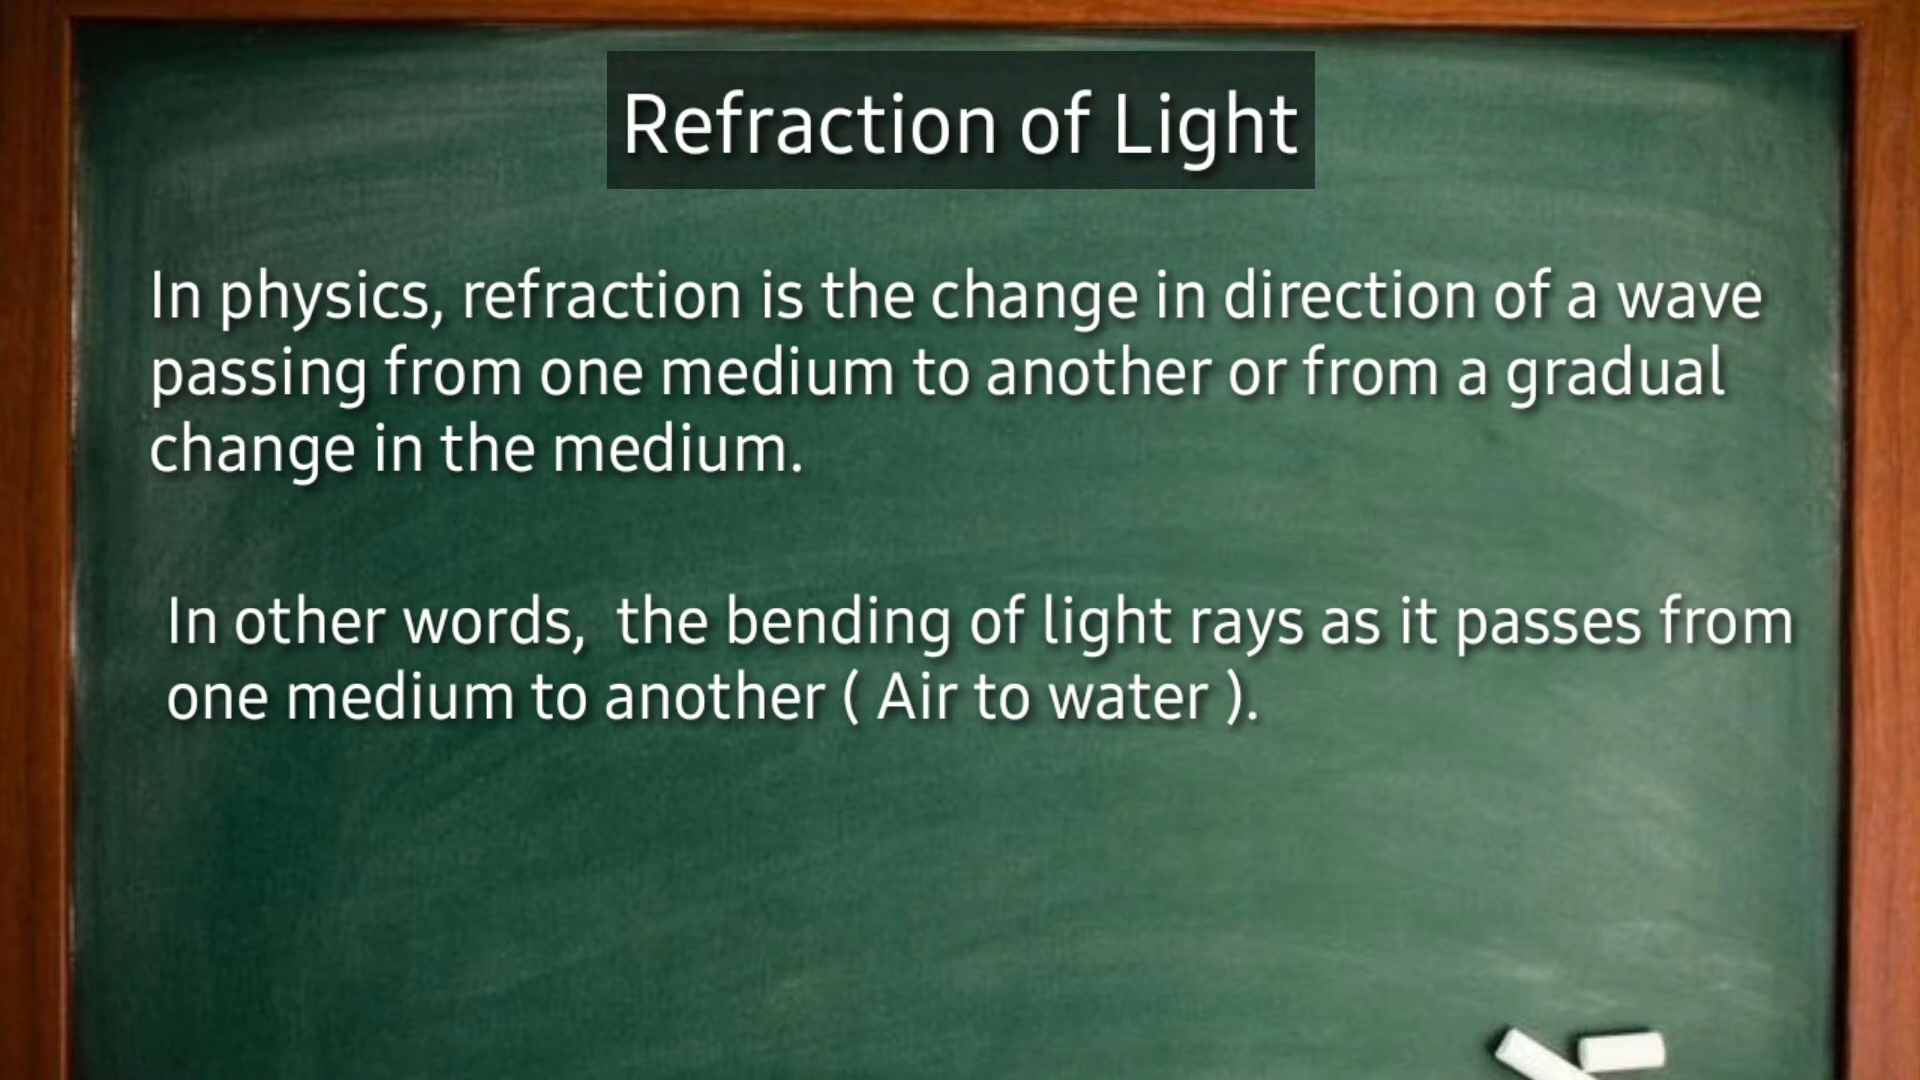 Refraction of Light
In physics, refraction is the change in direction of a wave
passing from one medium to another or from a gradual
change in the medium.
In other words,  the bending of light rays as it passes from
one medium to another ( Air to water ).